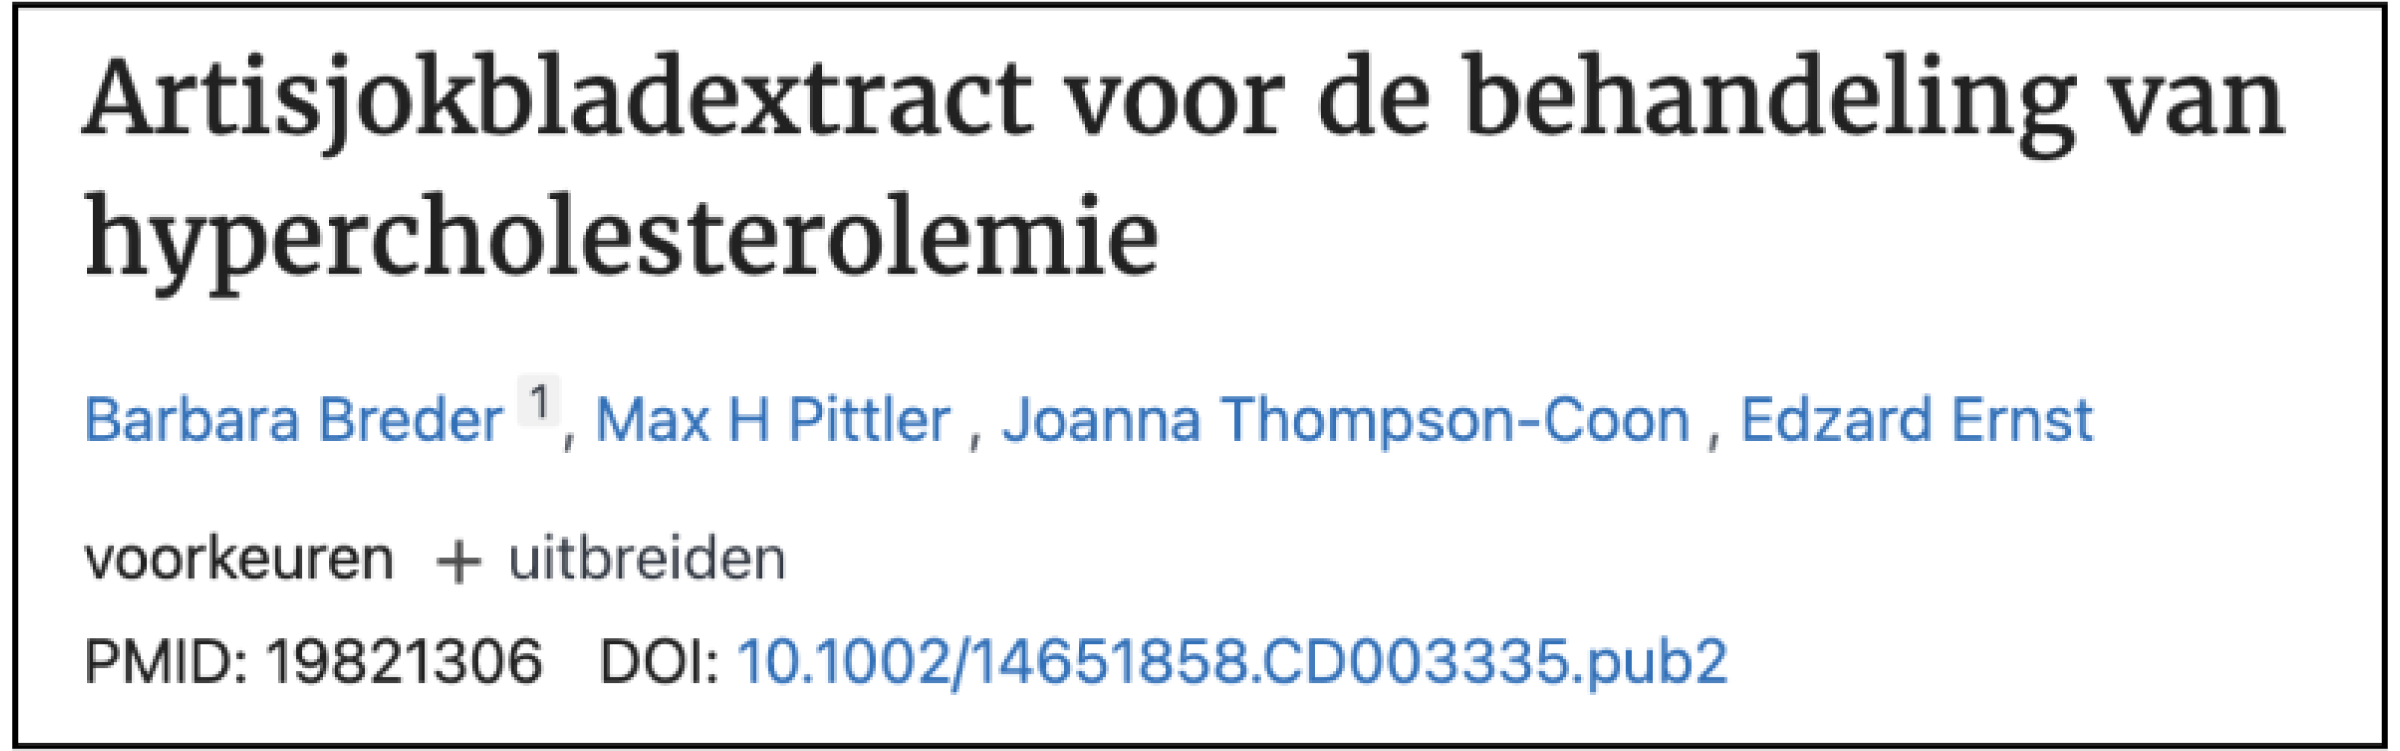 Artisjokbladextract voor de behandeling van
hypercholesterolemie
Barbara Breder 1, Max H Pittler , Joanna Thompson-Coon , Edzard Ernst
voorkeuren + uitbreiden
PMID: 19821306 DOI: 10.1002/14651858.CD003335.pub2